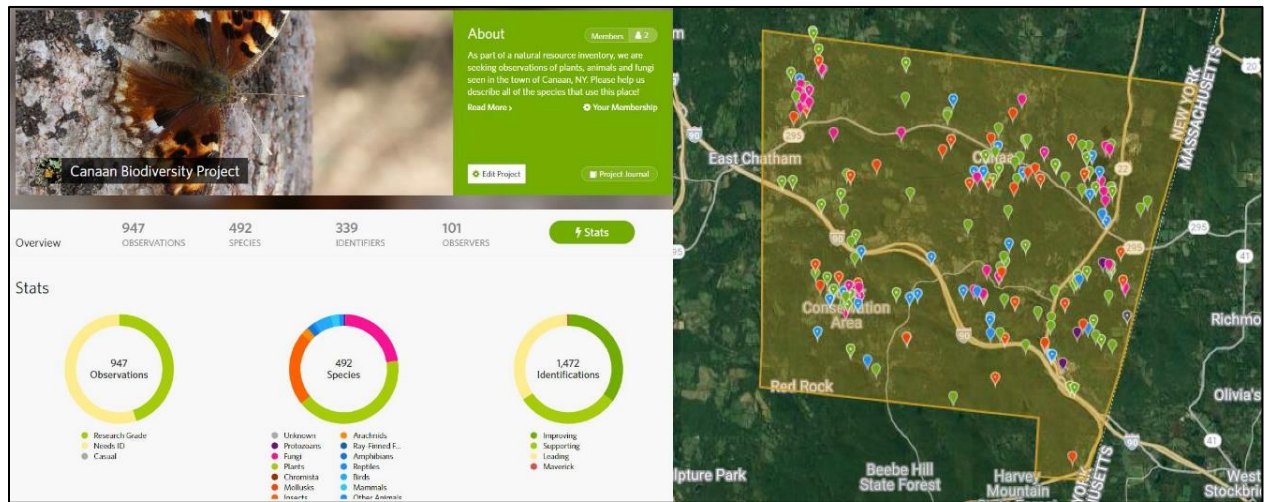 About
Members 2
As part of a natural resource inventory, we are
seeking observations of plants, animals and fungi
seen in the town of Canaan, NY. Please help us
describe all of the species that use this place!
Read More >
Your Membership
Edit Project
Project Journal
Canaan Biodiversity Project
Overview
947
OBSERVATIONS
492
SPECIES
339
IDENTIFIERS
101
OBSERVERS
Stats
Stats
947
Observations
Research Grade
Needs ID
Casual
492
Species
Unknown
Protozoans
Fungi
Plants
Chromista
Mollusks
Insects
Arachnids
Ray-Finned F...
Amphibians
Reptiles
Birds
Mammals
Other Animals
1,472
Identifications
Improving
Supporting
Leading
Maverick
NEW YORK
MASSACHUSETTS
20
90
295
East Chatham
22
90
295
295
41
Conservation
Area
90
Richmo
Red Rock
Olivia's
90
41
lpture Park
Beebe Hill
State Forest
Harvey
Mountain
West
Stockbri